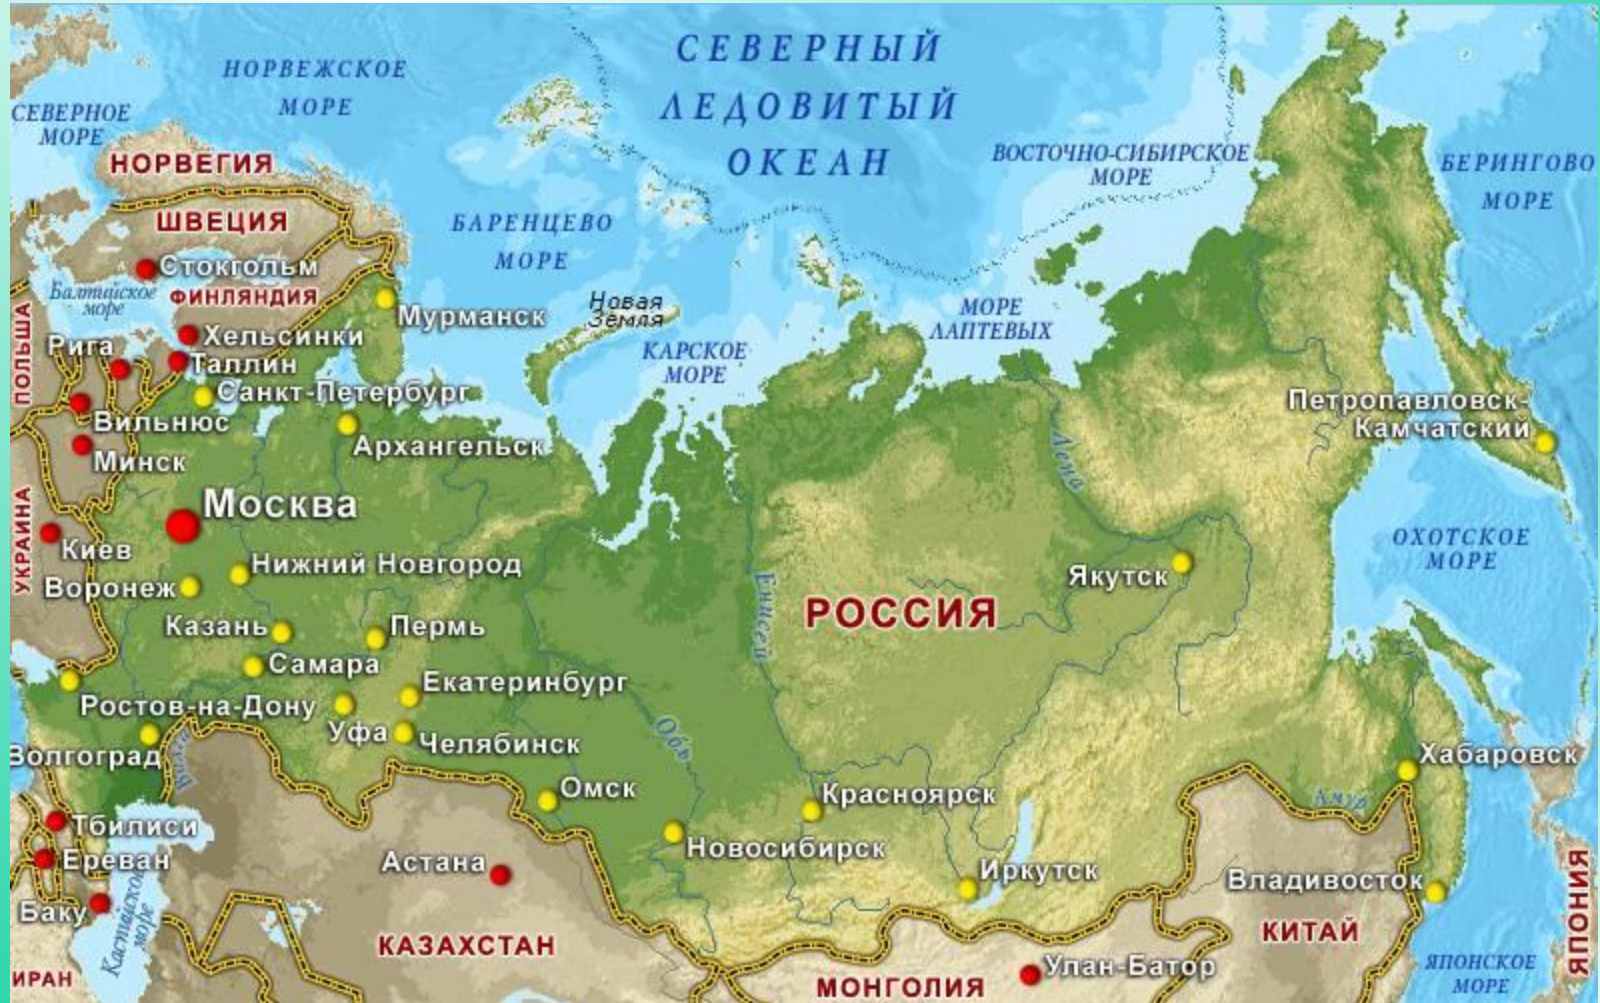 СЕВЕРНЫЙ
ЛЕДОВИТЫЙ
ОКЕАН
НОРВЕЖСКОЕ
МОРЕ
СЕВЕРНОЕ
МОРЕ
НОРВЕГИЯ
ВОСТОЧНО-СИБИРСКОЕ
МОРЕ
БЕРИНГОВО
МОРЕ
ШВЕЦИЯ
БАРЕНЦЕВО
МОРЕ
Стокгольм
Балтийское
море
ФИНЛЯНДИЯ
Новая
Земля
МОРЕ
ЛАПТЕВЫХ
Мурманск
ПОЛЬША
Хельсинки
Рига
Таллин
КАРСКОЕ
МОРЕ
Санкт-Петербург
Петропавловск-
Камчатский
Вильнюс
Архангельск
Минск
Лена
Москва
УКРАИНА
Киев
ОХОТСКОЕ
МОРЕ
Нижний Новгород
Воронеж
Якутск
Енисей
РОССИЯ
Казань
Пермь
Самара
Екатеринбург
Ростов-на-Дону
Уфа
Челябинск
Обь
Волгоград
Волга
Хабаровск
Омск
Красноярск
Амур
Тбилиси
Новосибирск
Ереван
Астана
Иркутск
Владивосток
Баку
Каспийское
море
КАЗАХСТАН
КИТАЙ
ЯПОНИЯ
ИРАН
Улан-Батор
МОНГОЛИЯ
ЯПОНСКОЕ
МОРЕ